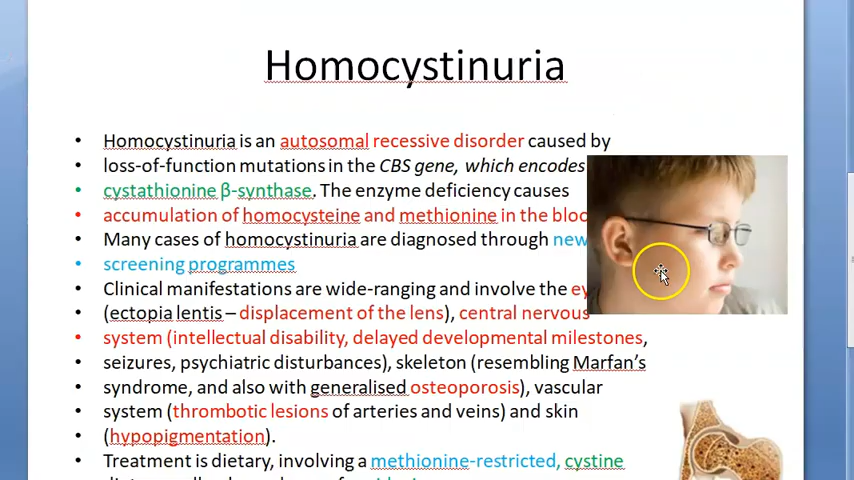 Homocystinuria
• Homocystinuria is an autosomal recessive disorder caused by
• loss-of-function mutations in the CBS gene, which encodes
• cystathionine β-synthase. The enzyme deficiency causes
• accumulation of homocysteine and methionine in the
• Many cases of homocystinuria are diagnosed through
• screening programmes
• Clinical manifestations are wide-ranging and involve the
• (ectopia lentis – displacement of the lens), central nervous
• system (intellectual disability, delayed developmental milestones,
• seizures, psychiatric disturbances), skeleton (resembling Marfan's
• syndrome, and also with generalised osteoporosis), vascular
• system (thrombotic lesions of arteries and veins) and skin
• (hypopigmentation).
• Treatment is dietary, involving a methionine-restricted, cystine